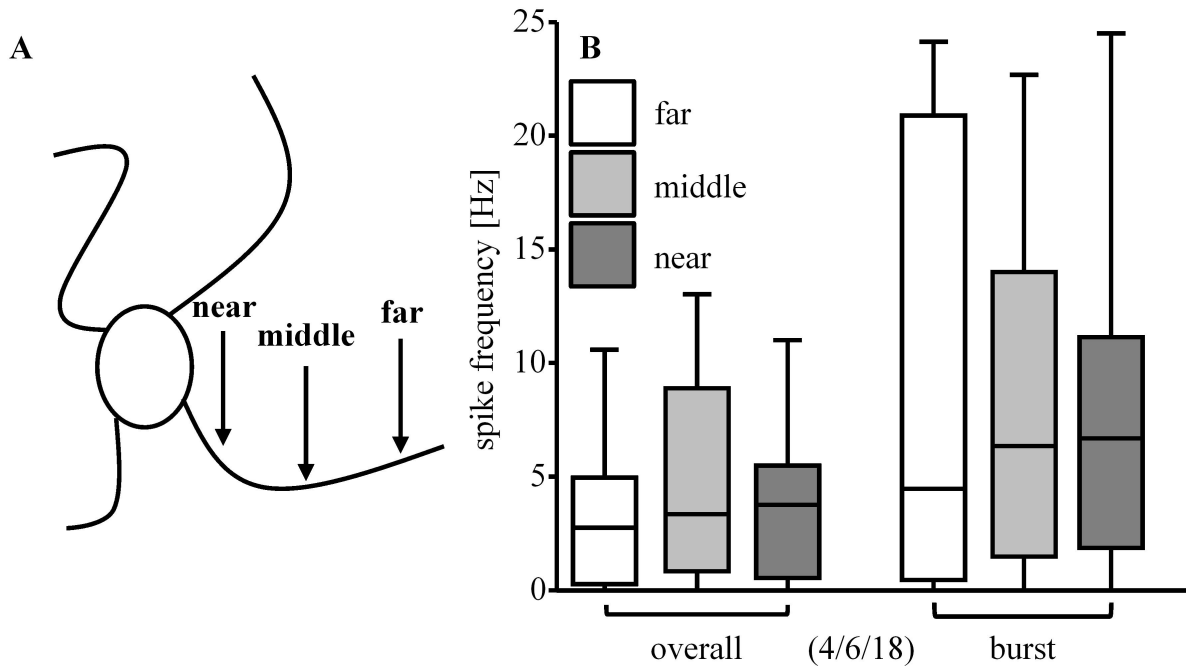 A
near
middle
far
B
far
middle
near
spike frequency [Hz]
25
20
15
10
5
0
overall (4/6/18) burst